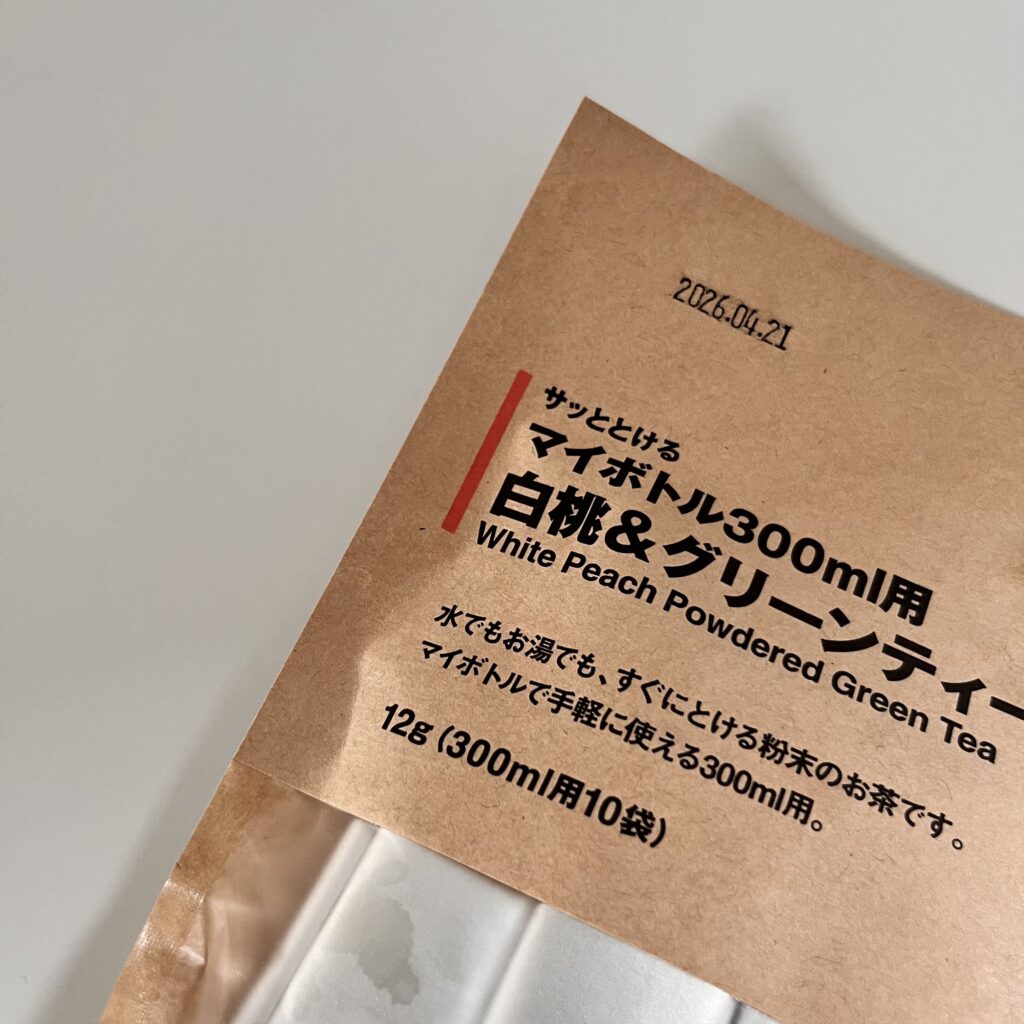 2026.04.21
サッととける
マイボトル300ml用
白桃&グリーンティー
White Peach Powdered Green Tea
水でもお湯でも、すぐにとける粉末のお茶です。
マイボトルで手軽に使える300ml用。
12g (300ml用10袋)